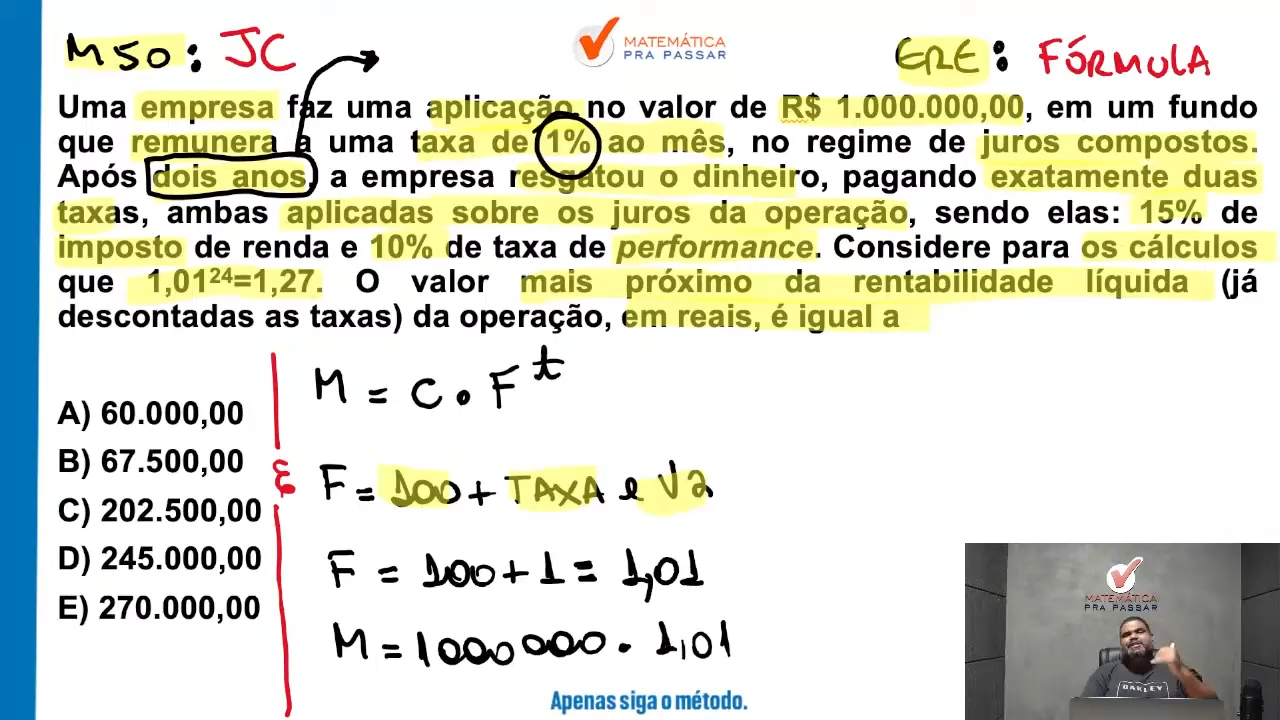 M50: JC
MATEMÁTICA
PRA PASSAR
ERE: FÓRMULA
Uma empresa faz uma aplicação no valor de R$ 1.000.000,00, em um fundo
que remunera a uma taxa de 1% ao mês, no regime de juros compostos.
Após dois anos, a empresa resgatou o dinheiro, pagando exatamente duas
taxas, ambas aplicadas sobre os juros da operação, sendo elas: 15% de
imposto de renda e 10% de taxa de performance. Considere para os cálculos
que 1,01²⁴=1,27. O valor mais próximo da rentabilidade líquida (já
descontadas as taxas) da operação, em reais, é igual a
A) 60.000,00
B) 67.500,00
C) 202.500,00
D) 245.000,00
E) 270.000,00
M = C . F^t
F = 100 + TAXA e V2
F = 100 + 1 = 1,01
M = 1000000 . 1,01
MATEMÁTICA
PRA PASSAR
OAKLEY
Apenas siga o método.